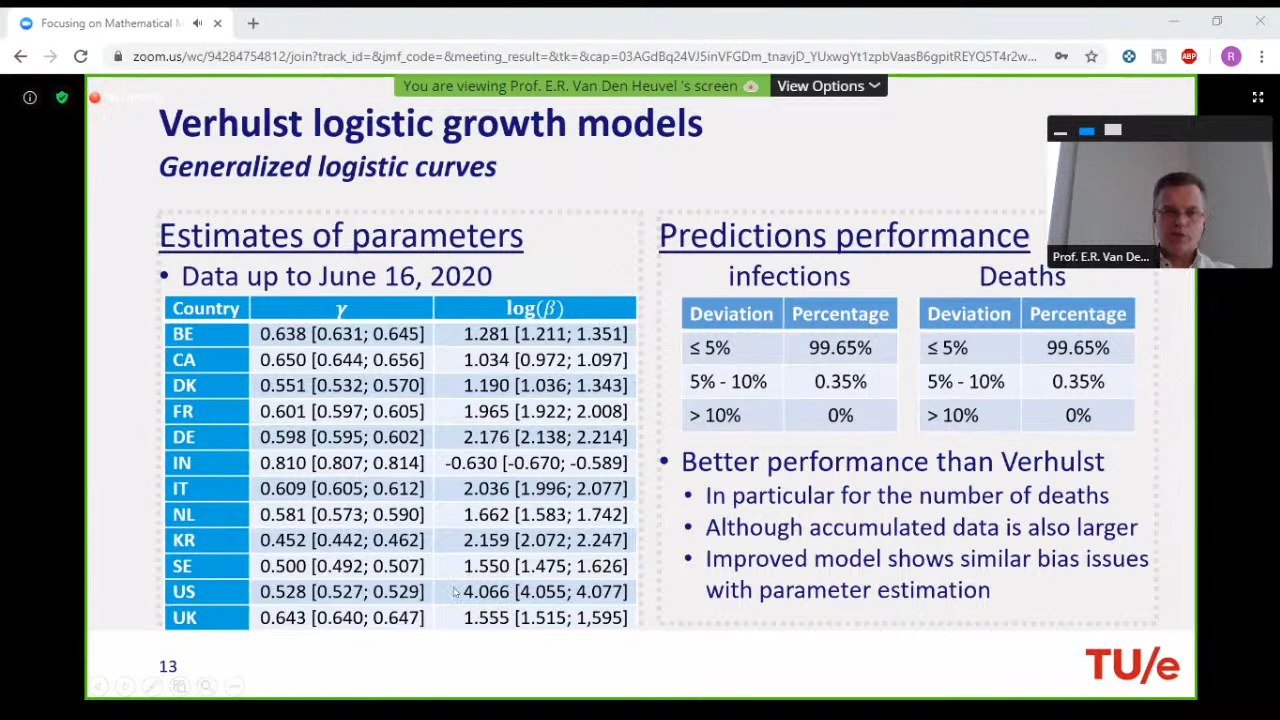 Focusing on Mathematical M
zoom.us/wc/94284754812/join?track_id=&jmf_code=&meeting_result=&tk=&cap=03AGdBq24VJ5inVFGDm_tnavjD_YUxwgYt1zpbVaasB6gpitREYQ5T4r2w...
ABP
R
You are viewing Prof. E.R. Van Den Heuvel 's screen
View Options
Verhulst logistic growth models
Generalized logistic curves
Prof. E.R. Van De...
Estimates of parameters
• Data up to June 16, 2020
Country γ log(β)
BE 0.638 [0.631; 0.645] 1.281 [1.211; 1.351]
CA 0.650 [0.644; 0.656] 1.034 [0.972; 1.097]
DK 0.551 [0.532; 0.570] 1.190 [1.036; 1.343]
FR 0.601 [0.597; 0.605] 1.965 [1.922; 2.008]
DE 0.598 [0.595; 0.602] 2.176 [2.138; 2.214]
IN 0.810 [0.807; 0.814] -0.630 [-0.670; -0.589]
IT 0.609 [0.605; 0.612] 2.036 [1.996; 2.077]
NL 0.581 [0.573; 0.590] 1.662 [1.583; 1.742]
KR 0.452 [0.442; 0.462] 2.159 [2.072; 2.247]
SE 0.500 [0.492; 0.507] 1.550 [1.475; 1.626]
US 0.528 [0.527; 0.529] 4.066 [4.055; 4.077]
UK 0.643 [0.640; 0.647] 1.555 [1.515; 1,595]
Predictions performance
infections Deaths
Deviation Percentage Deviation Percentage
≤ 5% 99.65% ≤ 5% 99.65%
5% - 10% 0.35% 5% - 10% 0.35%
> 10% 0% > 10% 0%
• Better performance than Verhulst
• In particular for the number of deaths
• Although accumulated data is also larger
• Improved model shows similar bias issues
with parameter estimation
13
TU/e